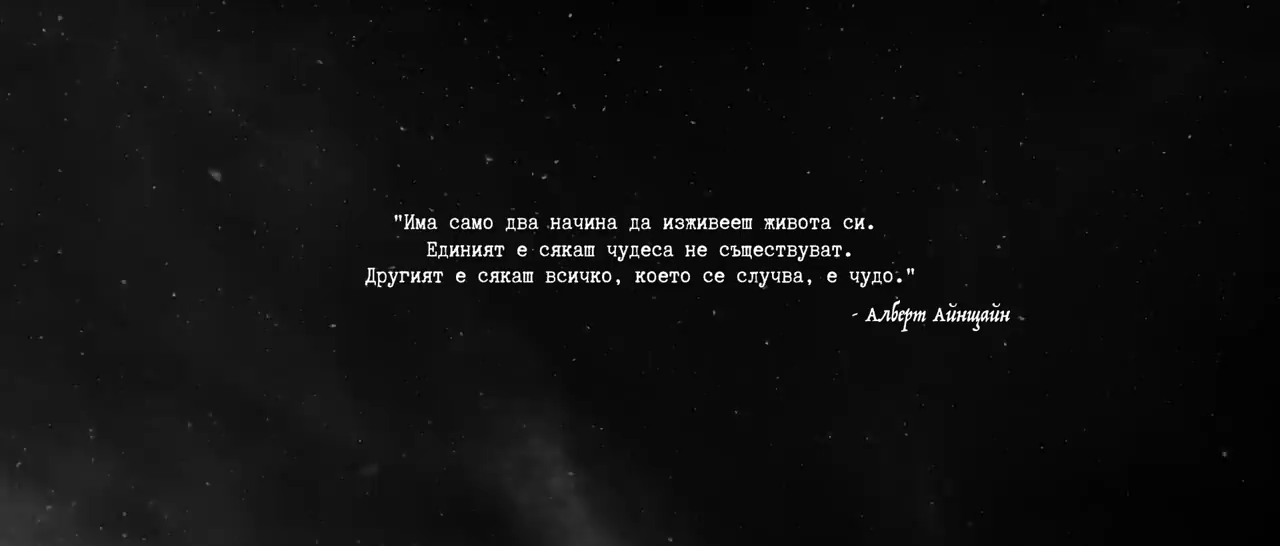 "Има само два начина да изживееш живота си.
Единият е сякаш чудеса не съществуват.
Другият е сякаш всичко, което се случва, е чудо."
- Алберт Айнщайн